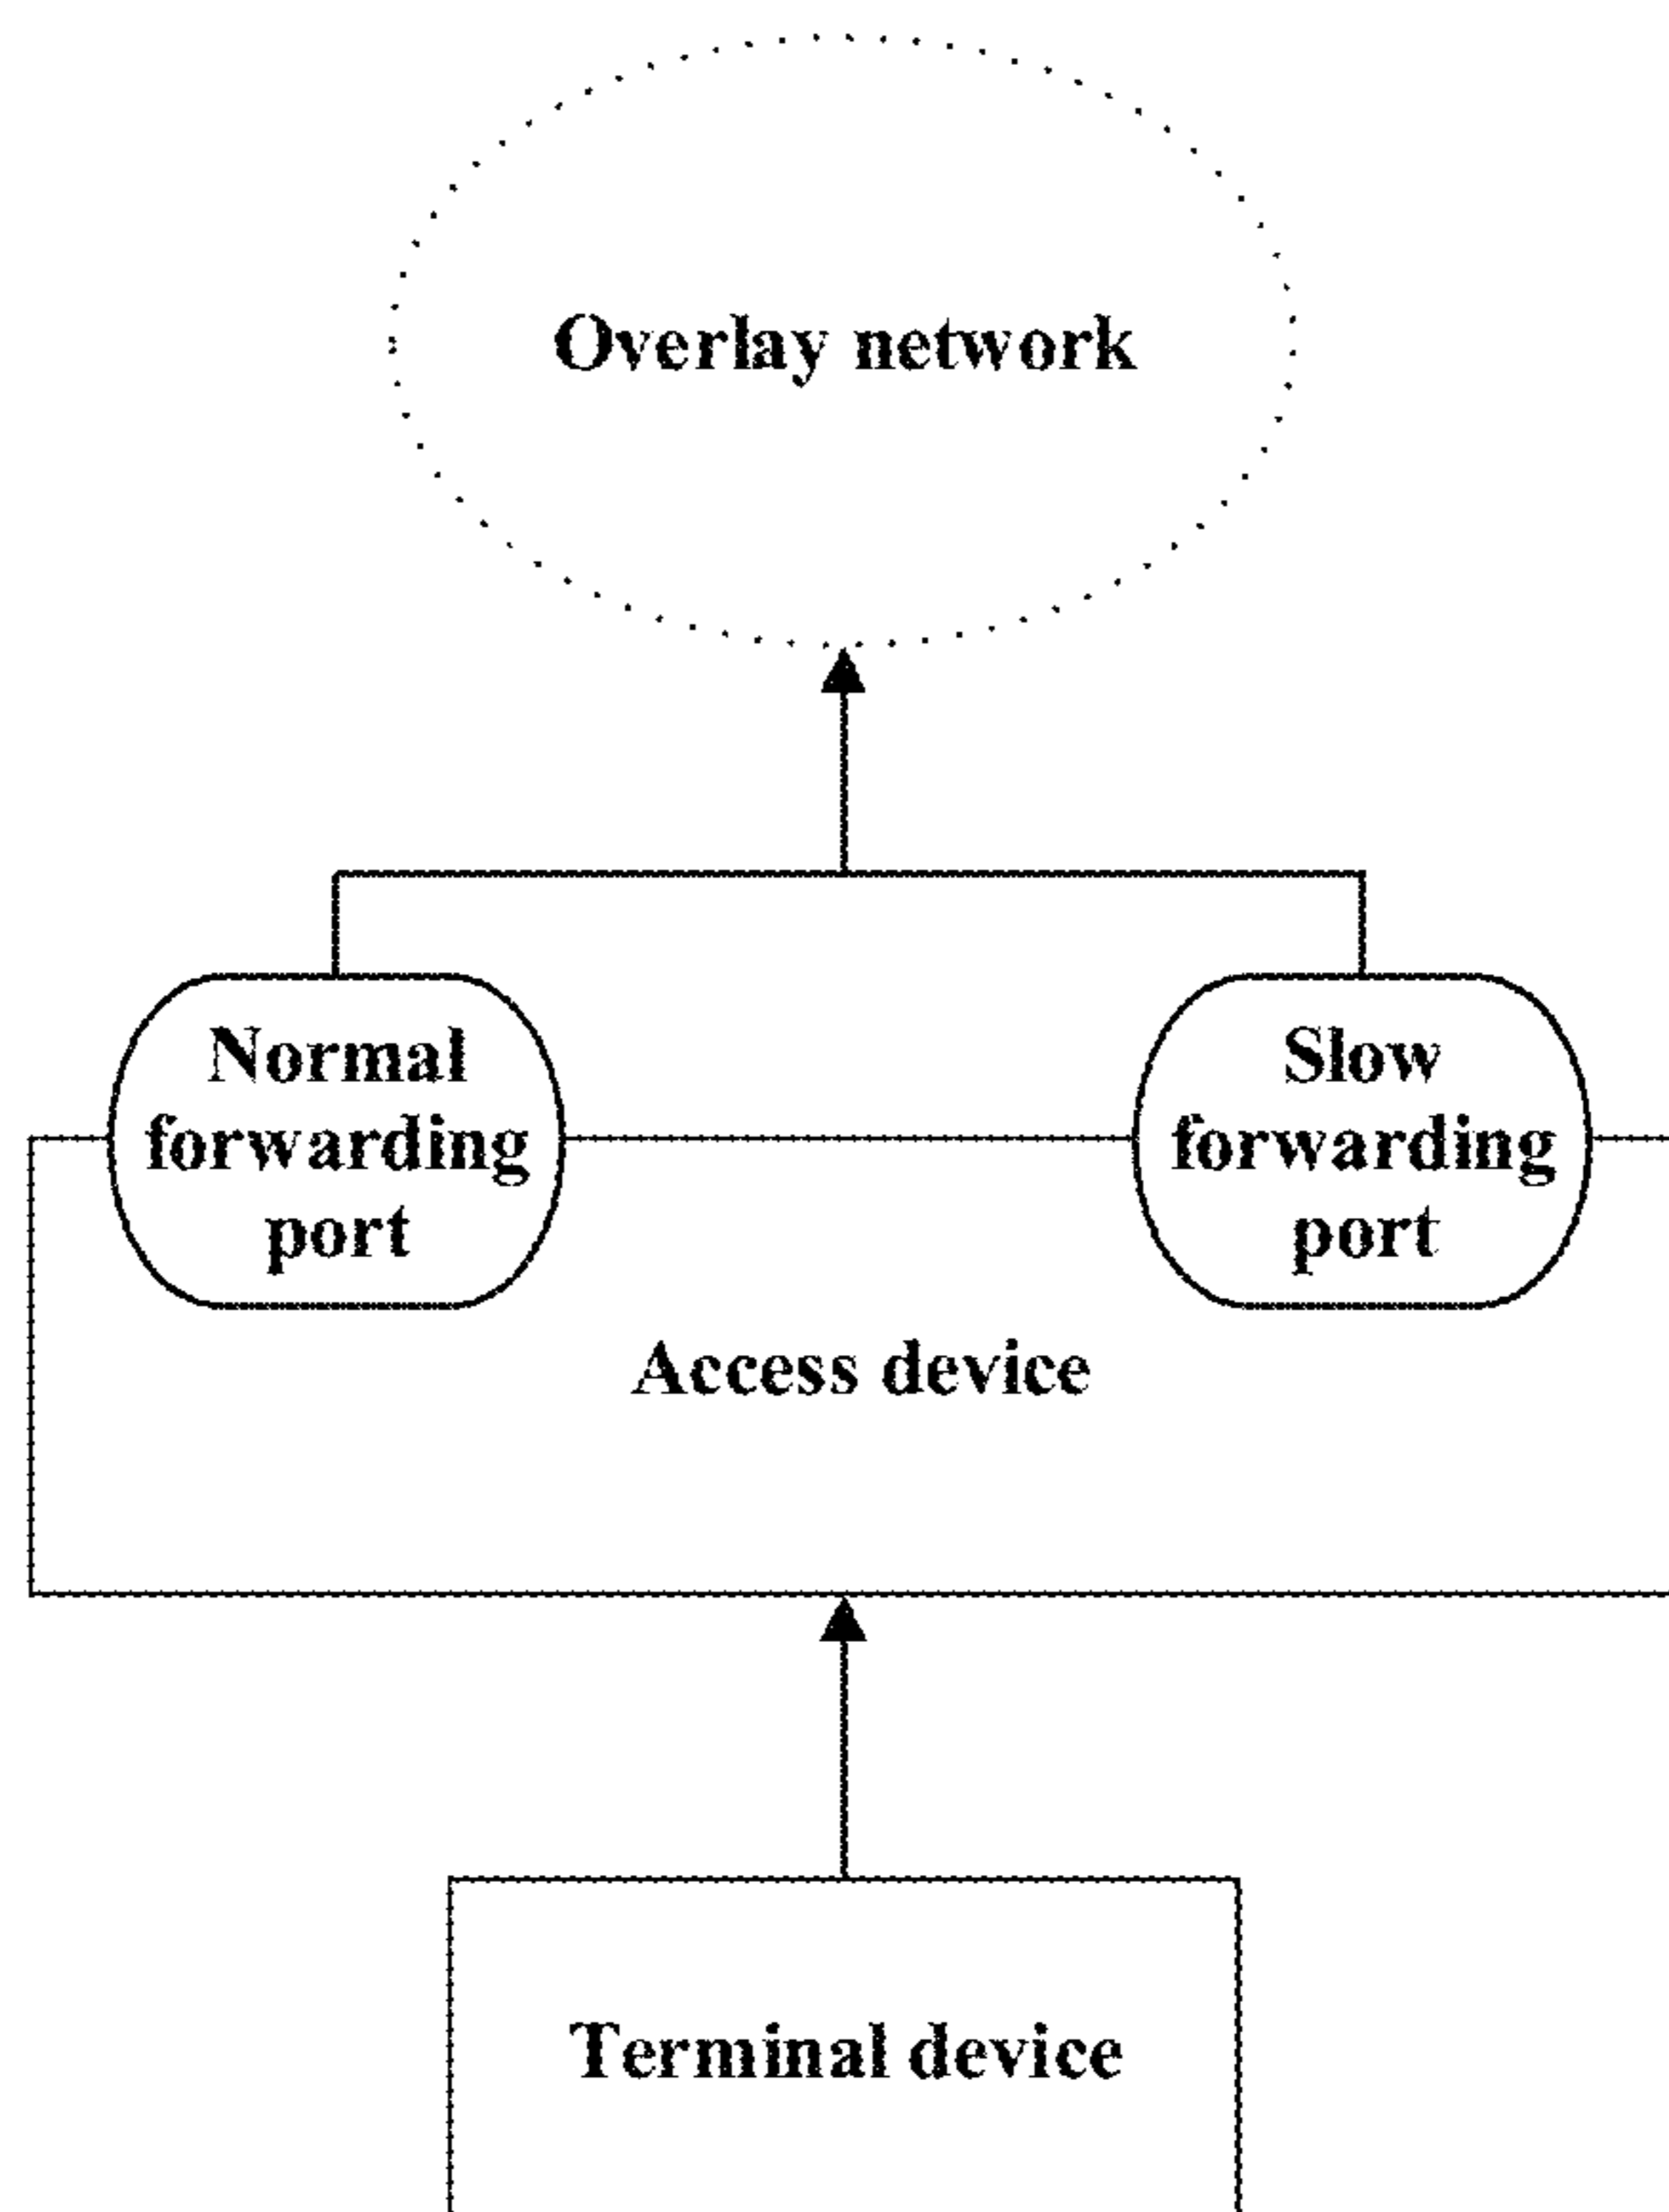 Overlay network
Normal
forwarding
port
Slow
forwarding
port
Access device
Terminal device